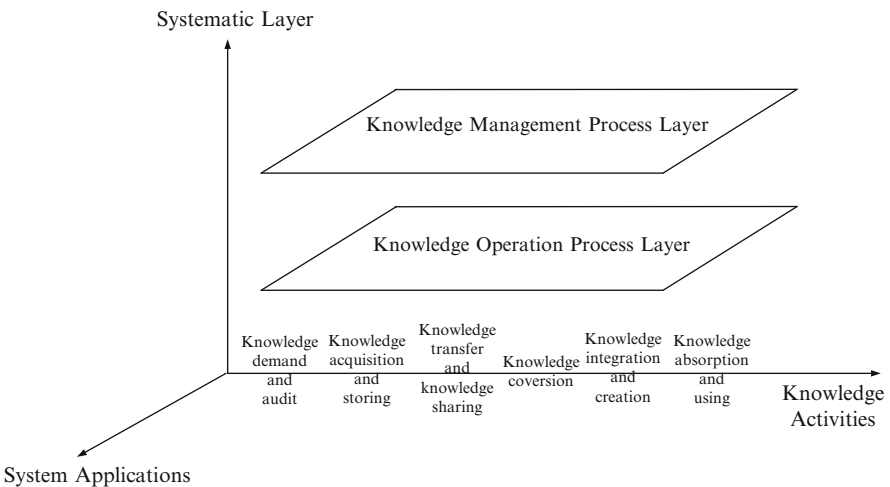 Systematic Layer
Knowledge Management Process Layer
Knowledge Operation Process Layer
Knowledge
demand
and
audit
Knowledge
acquisition
and
storing
Knowledge
transfer
and
knowledge
sharing
Knowledge
coversion
Knowledge
integration
and
creation
Knowledge
absorption
and
using
Knowledge
Activities
System Applications